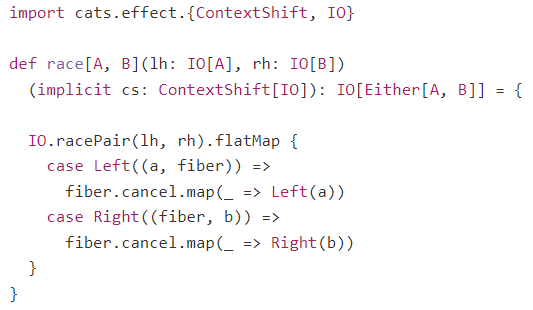 import cats.effect.{ContextShift, IO}

def race[A, B](lh: IO[A], rh: IO[B])
  (implicit cs: ContextShift[IO]): IO[Either[A, B]] = {

  IO.racePair(lh, rh).flatMap {
    case Left((a, fiber)) =>
      fiber.cancel.map(_ => Left(a))
    case Right((fiber, b)) =>
      fiber.cancel.map(_ => Right(b))
  }
}